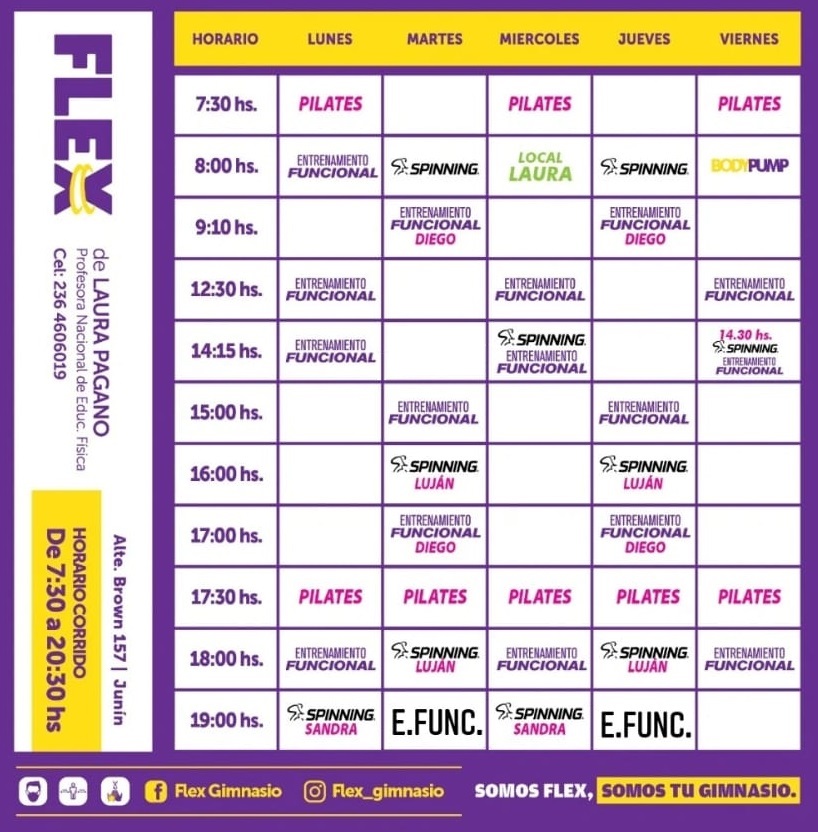 FLEX
de LAURA PAGANO
Profesora Nacional de Educ. Física
Cel: 236 4606019
Alte. Brown 157 | Junín
HORARIO CORRIDO
De 7:30 a 20:30 hs
HORARIO LUNES MARTES MIERCOLES JUEVES VIERNES
7:30 hs. PILATES PILATES PILATES
8:00 hs. ENTRENAMIENTO FUNCIONAL SPINNING. LOCAL LAURA SPINNING. BODYPUMP
9:10 hs. ENTRENAMIENTO FUNCIONAL DIEGO ENTRENAMIENTO FUNCIONAL DIEGO
12:30 hs. ENTRENAMIENTO FUNCIONAL ENTRENAMIENTO FUNCIONAL ENTRENAMIENTO FUNCIONAL
14:15 hs. ENTRENAMIENTO FUNCIONAL SPINNING. ENTRENAMIENTO FUNCIONAL 14.30 hs. SPINNING. ENTRENAMIENTO FUNCIONAL
15:00 hs. ENTRENAMIENTO FUNCIONAL ENTRENAMIENTO FUNCIONAL
16:00 hs. SPINNING. LUJÁN SPINNING. LUJÁN
17:00 hs. ENTRENAMIENTO FUNCIONAL DIEGO ENTRENAMIENTO FUNCIONAL DIEGO
17:30 hs. PILATES PILATES PILATES PILATES PILATES
18:00 hs. ENTRENAMIENTO FUNCIONAL SPINNING. LUJÁN ENTRENAMIENTO FUNCIONAL SPINNING. LUJÁN ENTRENAMIENTO FUNCIONAL
19:00 hs. SPINNING. SANDRA E.FUNC. SPINNING. SANDRA E.FUNC.
Flex Gimnasio Flex_gimnasio SOMOS FLEX, SOMOS TU GIMNASIO.